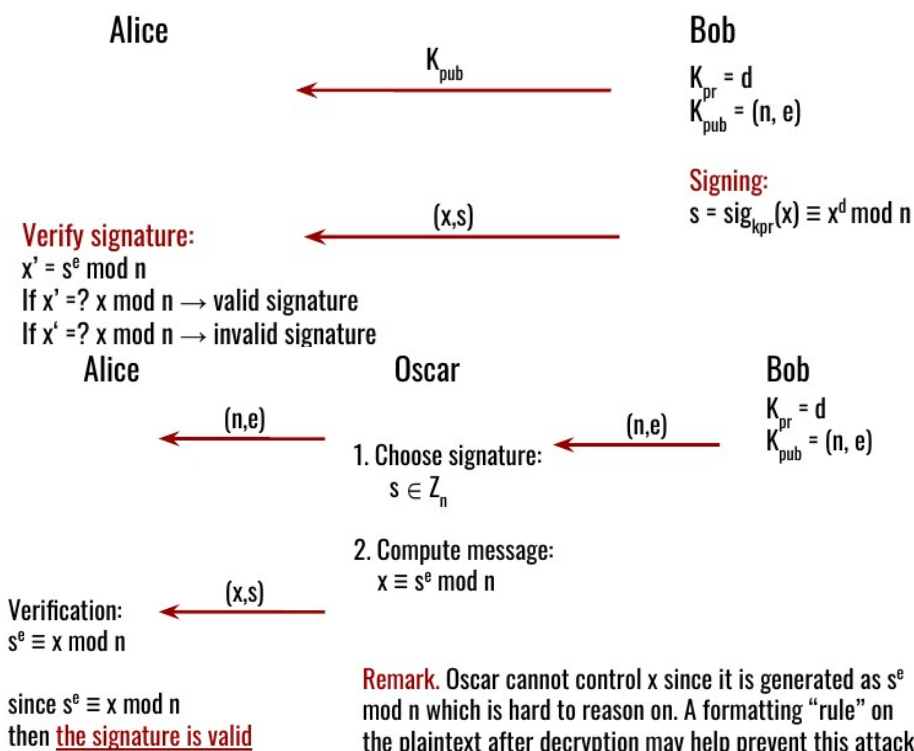 Alice
Bob
K_pub
K_pr = d
K_pub = (n, e)
Signing:
s = sig_kpr(x) ≡ x^d mod n
(x,s)
Verify signature:
x’ = s^e mod n
If x’ =? x mod n → valid signature
If x‘ =? x mod n → invalid signature
Alice
Oscar
Bob
K_pr = d
K_pub = (n, e)
(n,e)
(n,e)
1. Choose signature:
s ∈ Z_n
2. Compute message:
x ≡ s^e mod n
(x,s)
Verification:
s^e ≡ x mod n
since s^e ≡ x mod n
then the signature is valid
Remark. Oscar cannot control x since it is generated as s^e
mod n which is hard to reason on. A formatting “rule” on
the plaintext after decryption may help prevent this attack